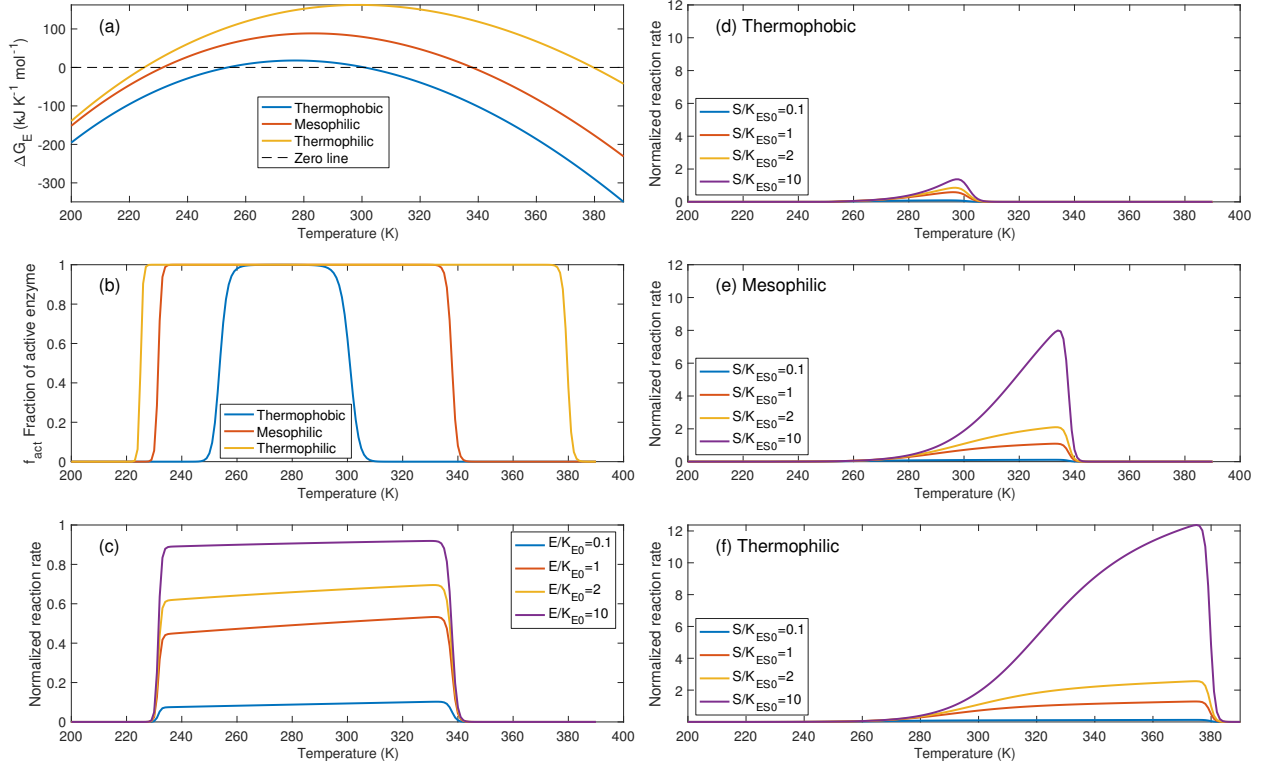 (a)
ΔG_E (kJ K⁻¹ mol⁻¹)
100
0
-100
-200
-300
Thermophobic
Mesophilic
Thermophilic
Zero line
200 220 240 260 280 300 320 340 360 380
Temperature (K)
(b)
f_act Fraction of active enzyme
1
0.8
0.6
0.4
0.2
0
Thermophobic
Mesophilic
Thermophilic
200 220 240 260 280 300 320 340 360 380 400
Temperature (K)
(c)
Normalized reaction rate
1
0.8
0.6
0.4
0.2
0
E/K_E0=0.1
E/K_E0=1
E/K_E0=2
E/K_E0=10
200 220 240 260 280 300 320 340 360 380 400
Temperature (K)
(d) Thermophobic
Normalized reaction rate
12
10
8
6
4
2
0
S/K_ES0=0.1
S/K_ES0=1
S/K_ES0=2
S/K_ES0=10
200 220 240 260 280 300 320 340 360 380 400
Temperature (K)
(e) Mesophilic
Normalized reaction rate
12
10
8
6
4
2
0
S/K_ES0=0.1
S/K_ES0=1
S/K_ES0=2
S/K_ES0=10
200 220 240 260 280 300 320 340 360 380 400
Temperature (K)
(f) Thermophilic
Normalized reaction rate
12
10
8
6
4
2
S/K_ES0=0.1
S/K_ES0=1
S/K_ES0=2
S/K_ES0=10
200 220 240 260 280 300 320 340 360 380
Temperature (K)